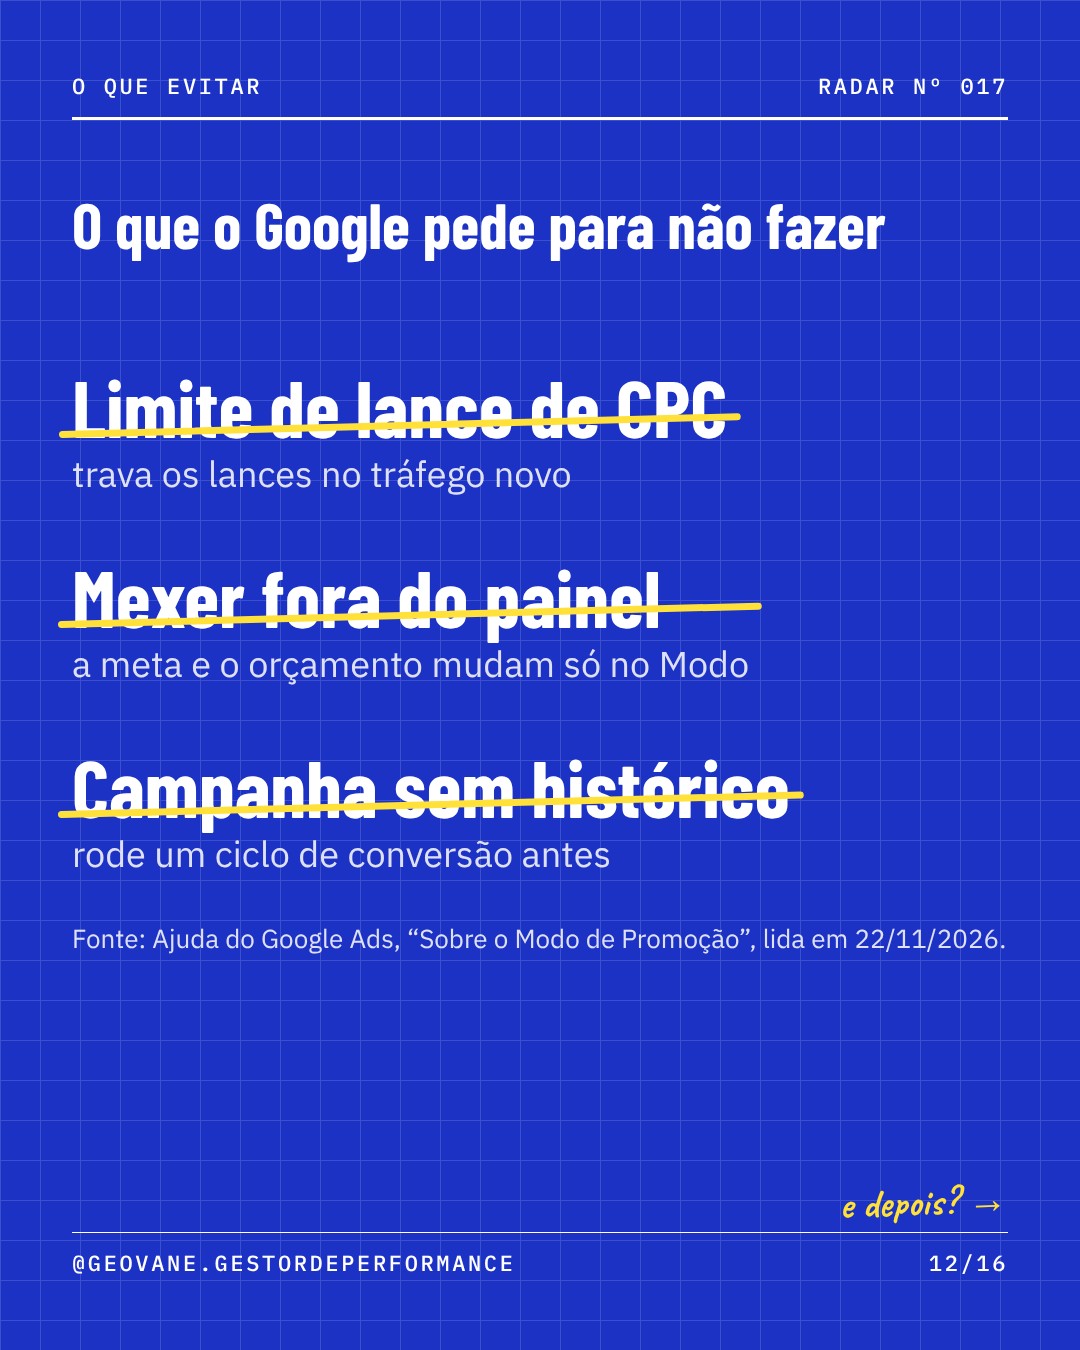 O QUE EVITAR
RADAR Nº 017
O que o Google pede para não fazer
Limite de lance de CPC
trava os lances no tráfego novo
Mexer fora do painel
a meta e o orçamento mudam só no Modo
Campanha sem histórico
rode um ciclo de conversão antes
Fonte: Ajuda do Google Ads, “Sobre o Modo de Promoção”, lida em 22/11/2026.
e depois? →
@GEOVANE.GESTORDEPERFORMANCE
12/16